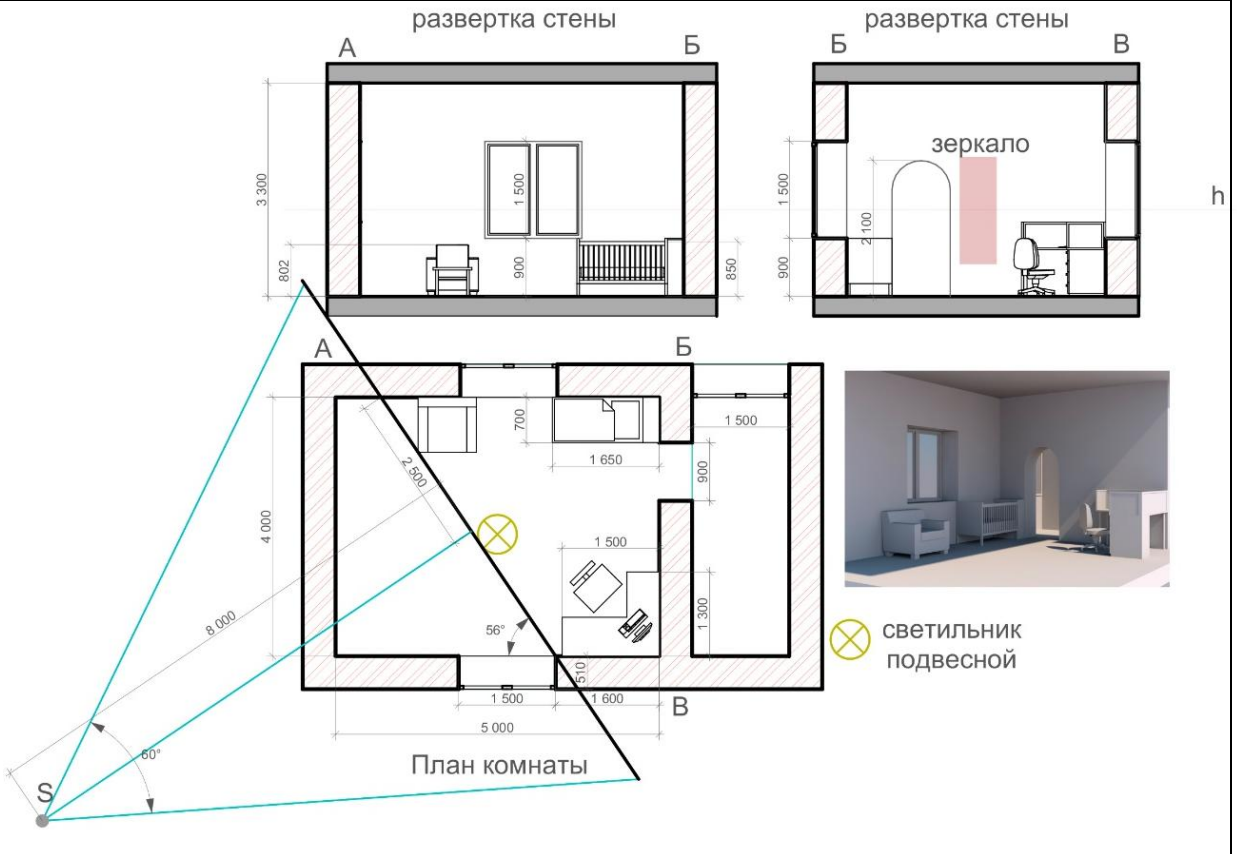 развертка стены
развертка стены
А
Б
Б
В
3 300
802
1 500
900
850
1 500
900
2 100
зеркало
h
А
Б
4 000
2 500
700
1 650
900
1 500
1 500
1 300
8 000
56°
510
1 500
1 600
5 000
В
60°
S
План комнаты
светильник
подвесной